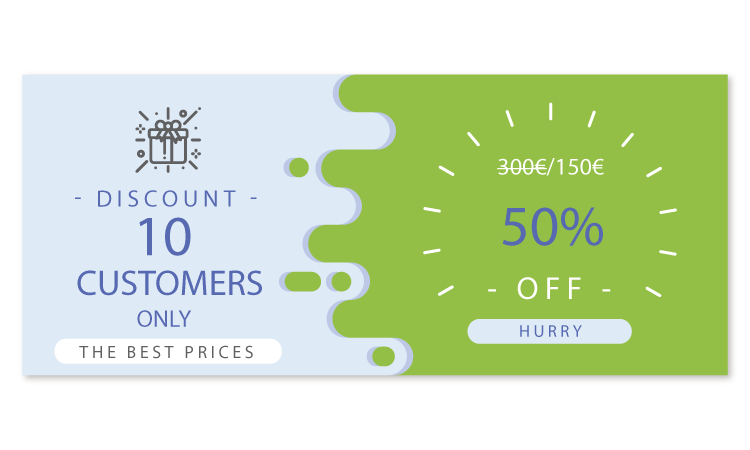 - DISCOUNT -
10
CUSTOMERS
ONLY
THE BEST PRICES
300€/150€
50%
- OFF -
HURRY